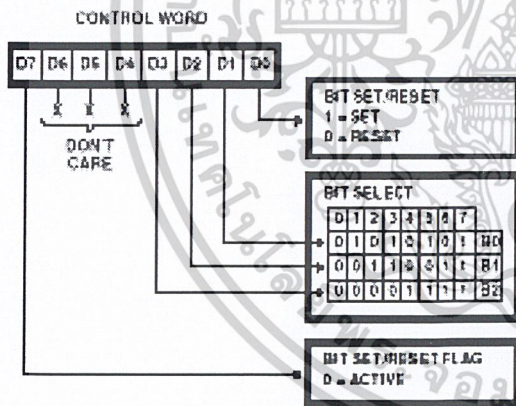 CONTROL WORD
D7 D6 D5 D4 D3 D2 D1 D0
X X X
DON'T
CARE
BIT SET/RESET
1 = SET
0 = RESET
BIT SELECT
0 1 2 3 4 5 6 7
0 1 0 1 0 1 0 1 B0
0 0 1 1 0 0 1 1 B1
0 0 0 0 1 1 1 1 B2
BIT SET/RESET FLAG
0 = ACTIVE